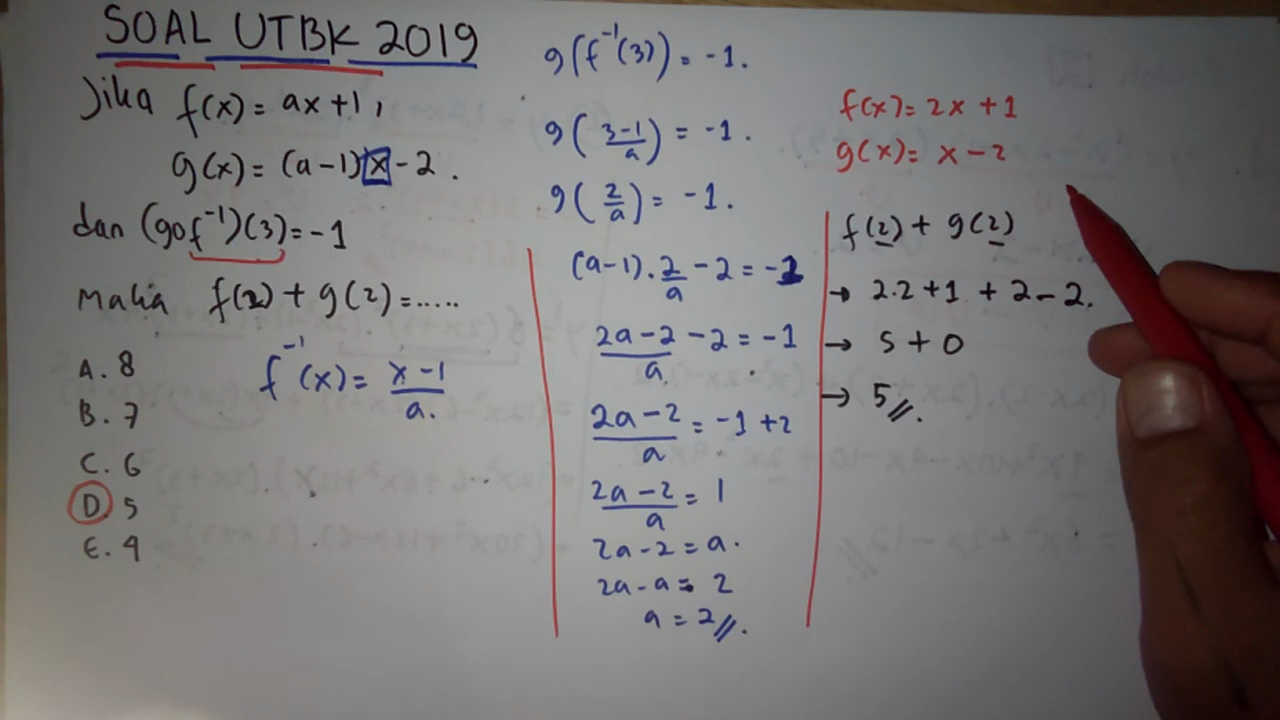 SOAL UTBK 2019
Jika f(x) = ax+1,
g(x) = (a-1)x - 2.
dan (gof⁻¹)(3) = -1
Maka f(2) + g(2) = .....
A. 8
B. 7
C. 6
D. 5
E. 4
f⁻¹(x) = (x-1)/a.
g(f⁻¹(3)) = -1.
g((3-1)/a) = -1.
g(2/a) = -1.
(a-1).2/a - 2 = -1
(2a-2)/a - 2 = -1
(2a-2)/a = -1 +2
(2a-2)/a = 1
2a-2 = a.
2a-a = 2
a = 2//.
f(x) = 2x +1
g(x) = x - 2
f(2) + g(2)
→ 2.2+1 + 2-2.
→ 5 + 0
→ 5//.